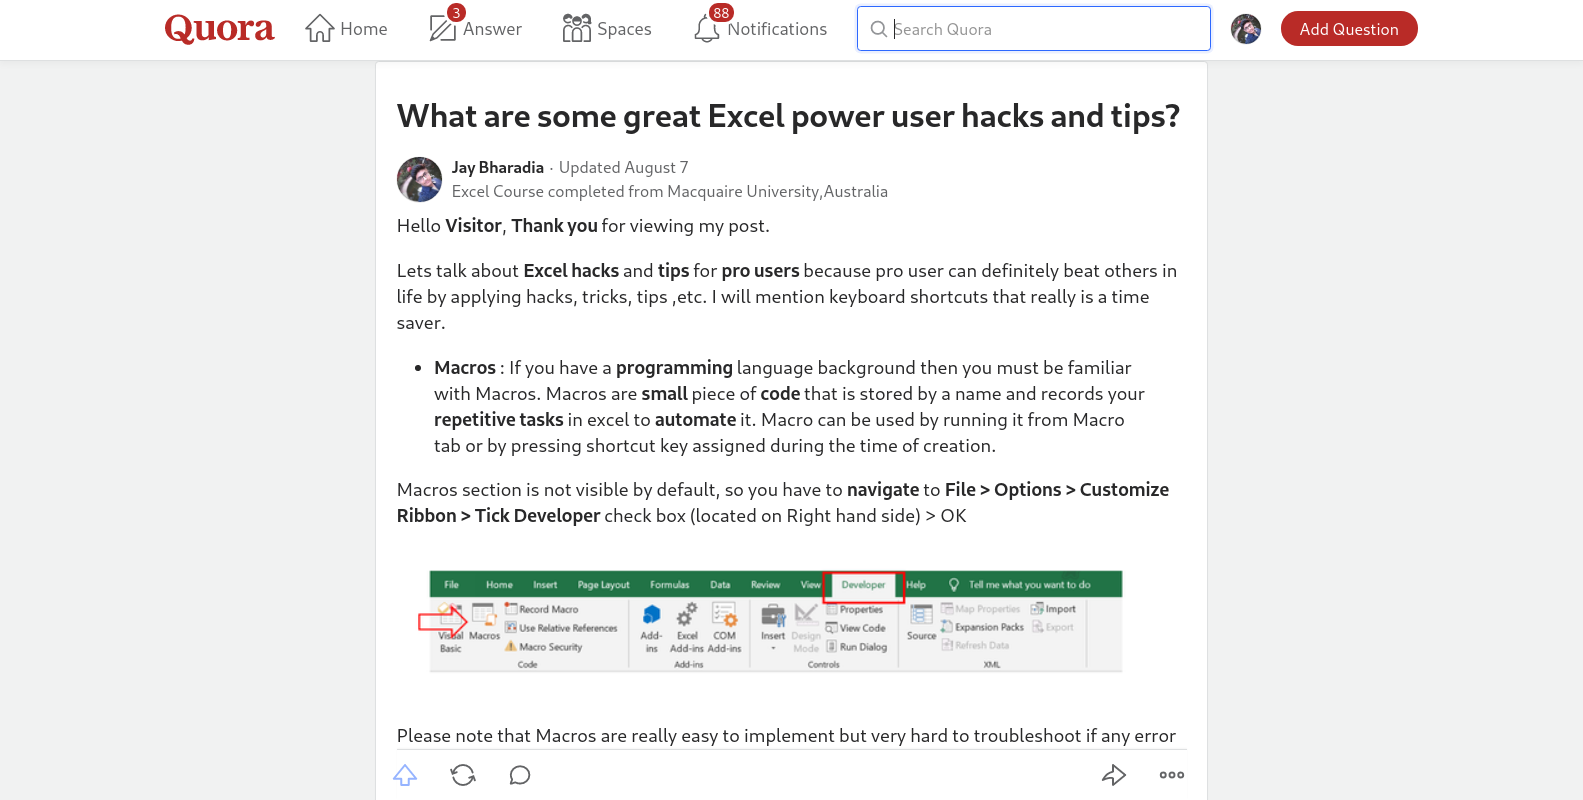 Quora
Home
3
Answer
Spaces
88
Notifications
Search Quora
Add Question
What are some great Excel power user hacks and tips?
Jay Bharadia · Updated August 7
Excel Course completed from Macquaire University,Australia
Hello Visitor, Thank you for viewing my post.
Lets talk about Excel hacks and tips for pro users because pro user can definitely beat others in
life by applying hacks, tricks, tips ,etc. I will mention keyboard shortcuts that really is a time
saver.
• Macros : If you have a programming language background then you must be familiar
with Macros. Macros are small piece of code that is stored by a name and records your
repetitive tasks in excel to automate it. Macro can be used by running it from Macro
tab or by pressing shortcut key assigned during the time of creation.
Macros section is not visible by default, so you have to navigate to File > Options > Customize
Ribbon > Tick Developer check box (located on Right hand side) > OK
File Home Insert Page Layout Formulas Data Review View Developer Help Tell me what you want to do
Visual Basic
Macros
Record Macro
Use Relative References
Macro Security
Code
Add-ins
Excel Add-ins
COM Add-ins
Add-ins
Insert
Design Mode
Properties
View Code
Run Dialog
Controls
Source
Map Properties
Expansion Packs
Refresh Data
Import
Export
XML
Please note that Macros are really easy to implement but very hard to troubleshoot if any error